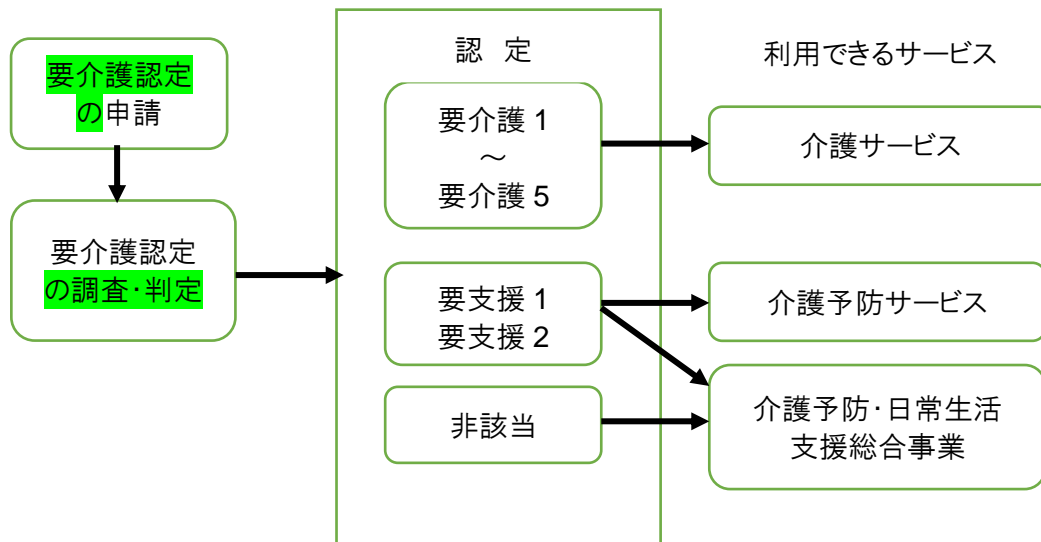 要介護認定
の申請
要介護認定
の調査・判定
認 定
要介護 1
～
要介護 5
要支援 1
要支援 2
非該当
利用できるサービス
介護サービス
介護予防サービス
介護予防・日常生活
支援総合事業